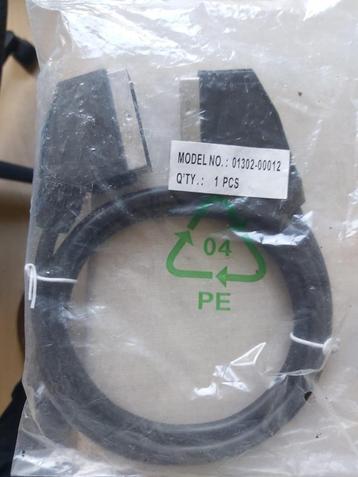 MODEL NO.: 01302-00012
Q'TY.: 1 PCS
04
PE